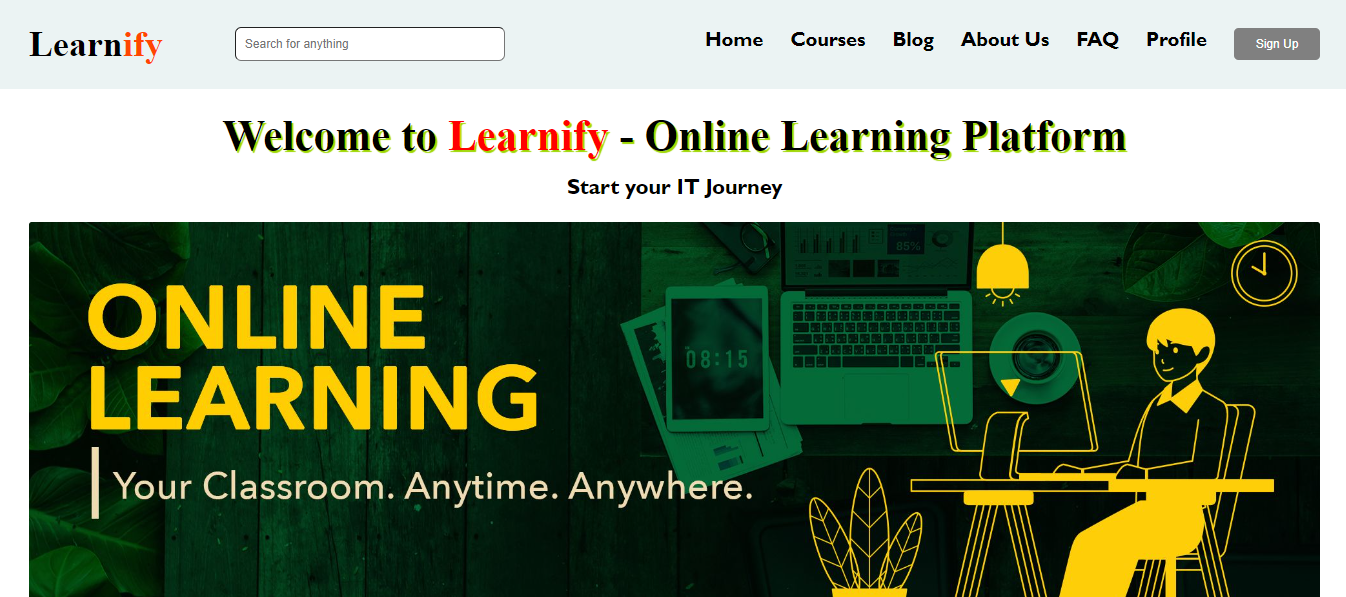 Learnify
Search for anything
Home Courses Blog About Us FAQ Profile Sign Up
Welcome to Learnify - Online Learning Platform
Start your IT Journey
ONLINE
LEARNING
Your Classroom. Anytime. Anywhere.
85%
08:15